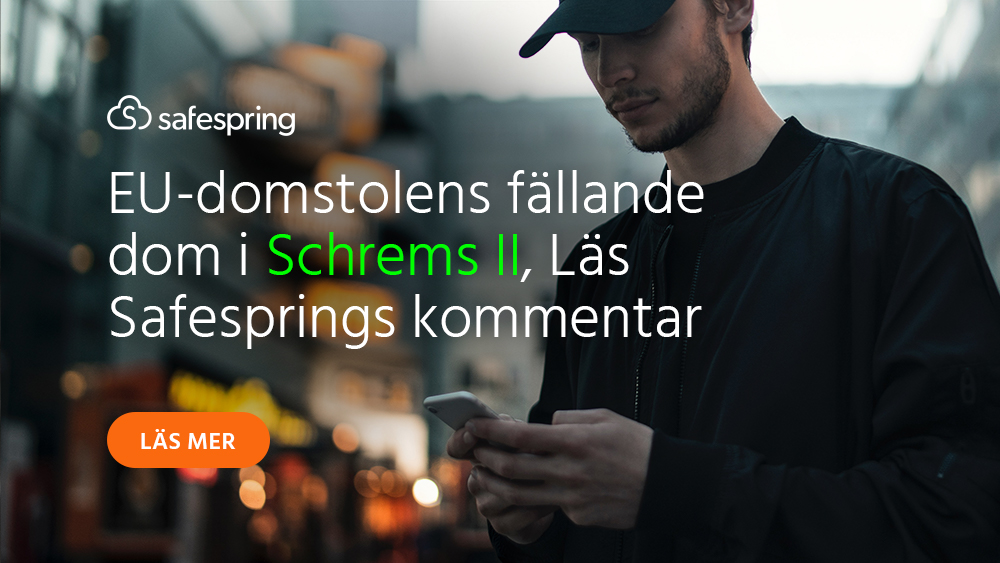 safespring
EU-domstolens fällande
dom i Schrems II, Läs
Safesprings kommentar
LÄS MER